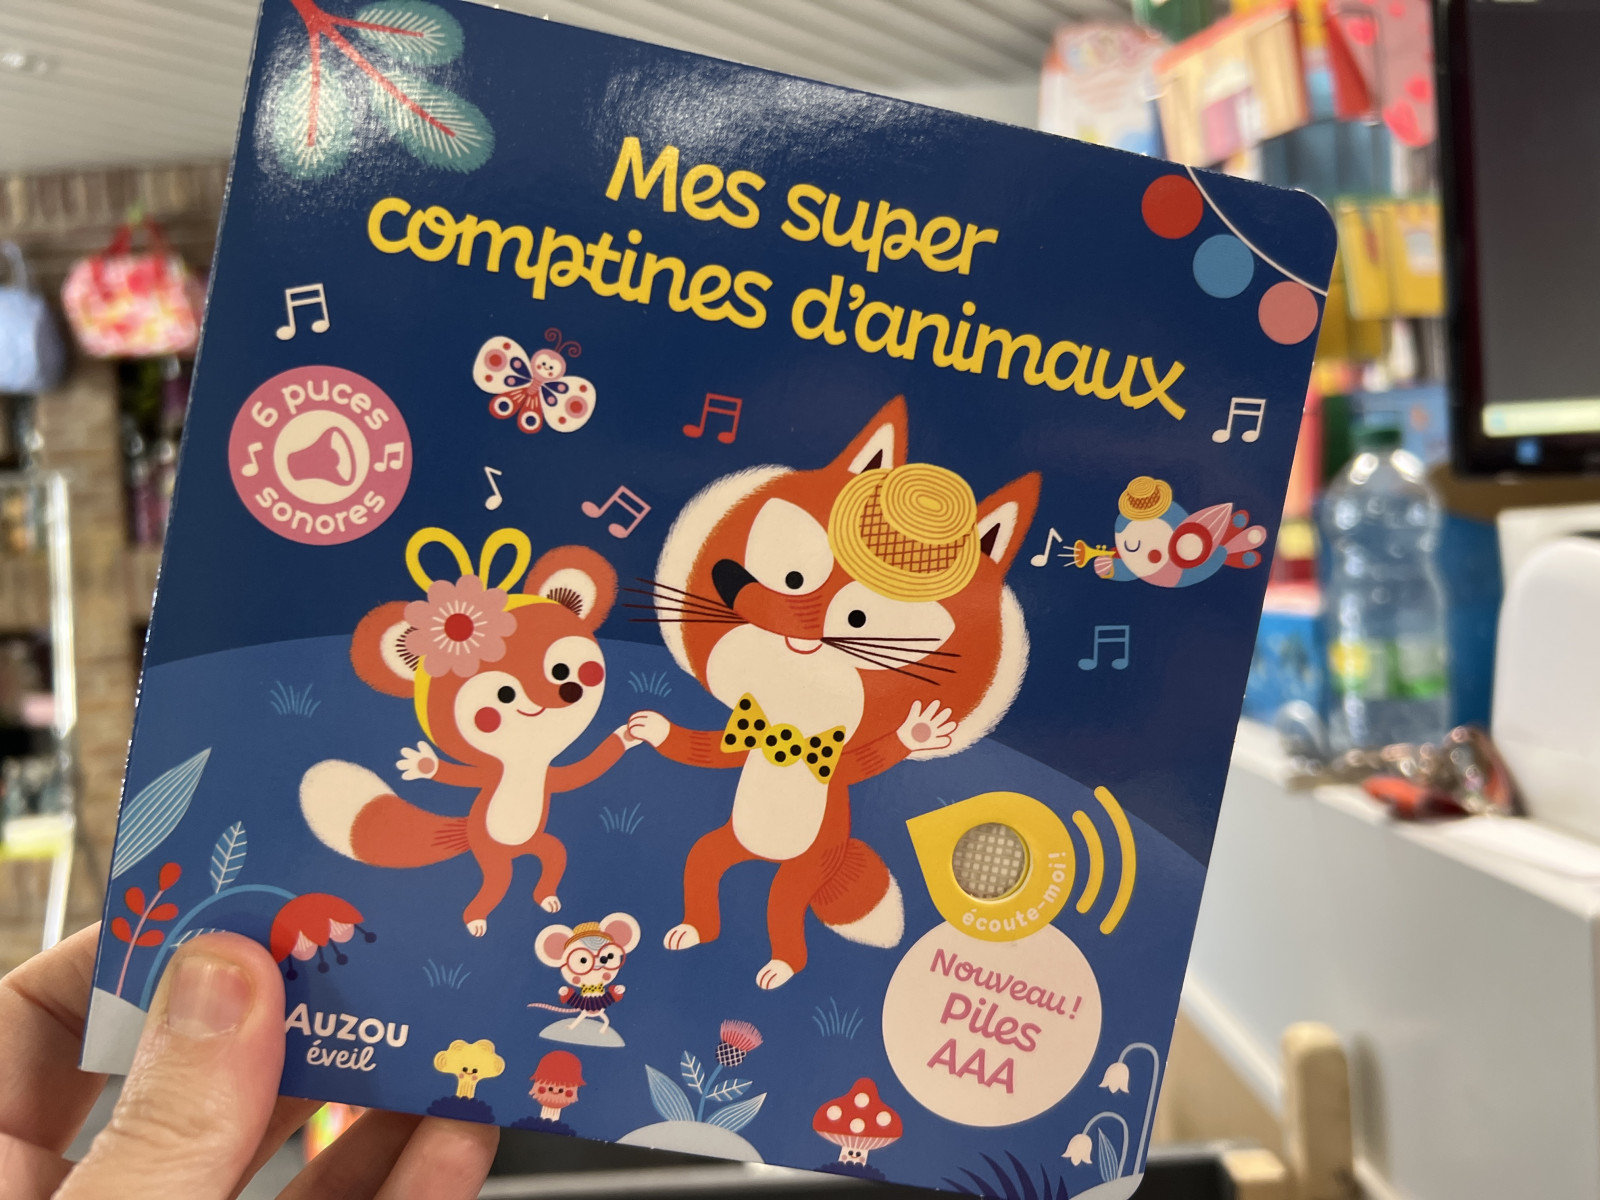 Mes super
comptines d'animaux
6 puces
sonores
écoute-moi!
Nouveau!
Piles
AAA
AUZOU
éveil